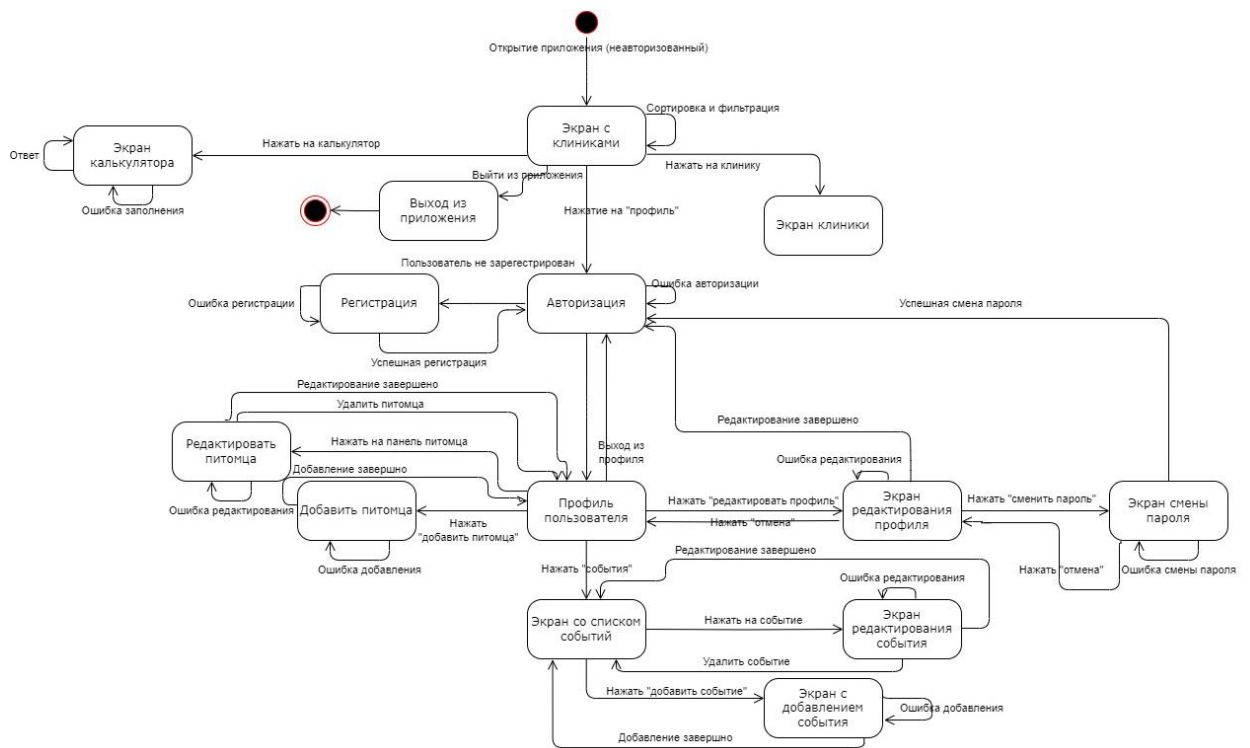 Открытие приложения (неавторизованный)
Сортировка и фильтрация
Экран с
клиниками
Экран
калькулятора
Ответ
Нажать на калькулятор
Нажать на клинику
Выйти из приложения
Ошибка заполнения
Выход из
приложения
Нажатие на "профиль"
Экран клиники
Пользователь не зарегестрирован
Ошибка авторизации
Ошибка регистрации
Регистрация
Авторизация
Успешная смена пароля
Успешная регистрация
Редактирование завершено
Удалить питомца
Редактирование завершено
Редактировать
питомца
Нажать на панель питомца
Выход из
профиля
Ошибка редактирования
Добавление завершно
Ошибка редактирования
Добавить питомца
Профиль
пользователя
Нажать "редактировать профиль"
Экран
редактирования
профиля
Нажать "сменить пароль"
Экран смены
пароля
Нажать
"добавить питомца"
Нажать "отмена"
Ошибка добавления
Нажать "события"
Редактирование завершено
Нажать "отмена"
Ошибка смены пароля
Ошибка редактирования
Экран со списком
событий
Нажать на событие
Экран
редактирования
события
Удалить событие
Нажать "добавить событие"
Экран с
добавлением
события
Ошибка добавления
Добавление завершно